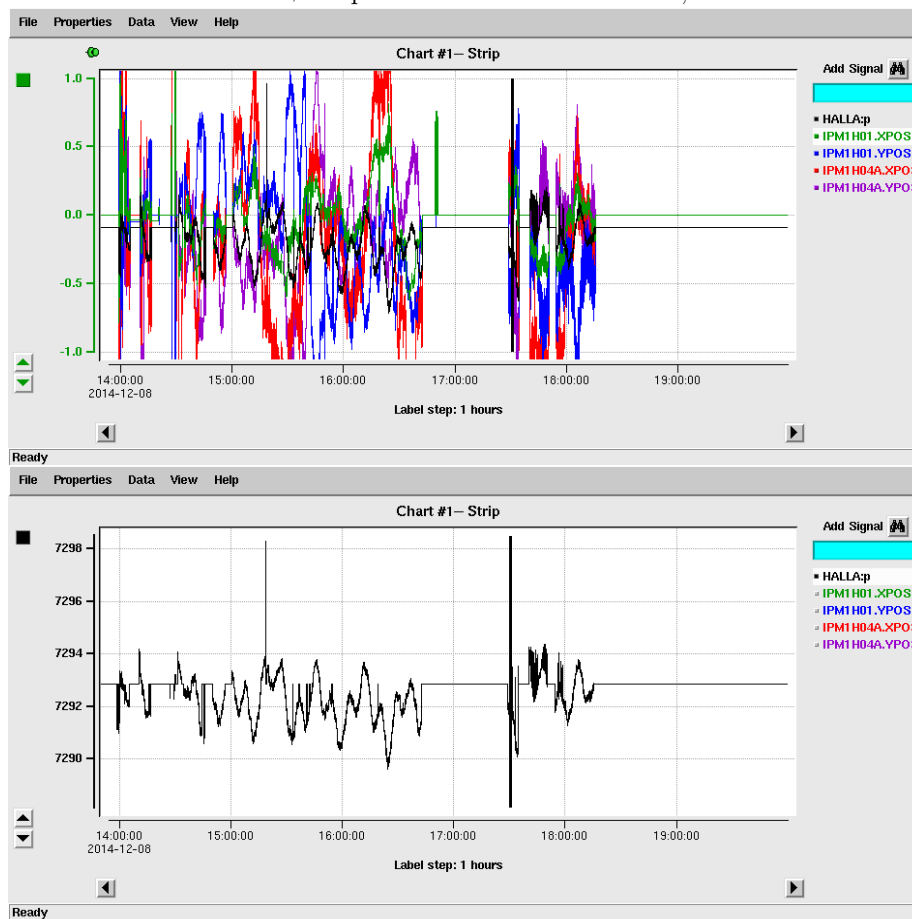 File Properties Data View Help
Chart #1– Strip
Add Signal
1.0
0.5
0.0
-0.5
-1.0
HALLA:p
IPM1H01.XPOS
IPM1H01.YPOS
IPM1H04A.XPOS
IPM1H04A.YPOS
14:00:00 15:00:00 16:00:00 17:00:00 18:00:00 19:00:00
2014-12-08
Label step: 1 hours
Ready
File Properties Data View Help
Chart #1– Strip
Add Signal
7298
7296
7294
7292
7290
HALLA:p
IPM1H01.XPOS
IPM1H01.YPOS
IPM1H04A.XPOS
IPM1H04A.YPOS
14:00:00 15:00:00 16:00:00 17:00:00 18:00:00 19:00:00
2014-12-08
Label step: 1 hours
Ready